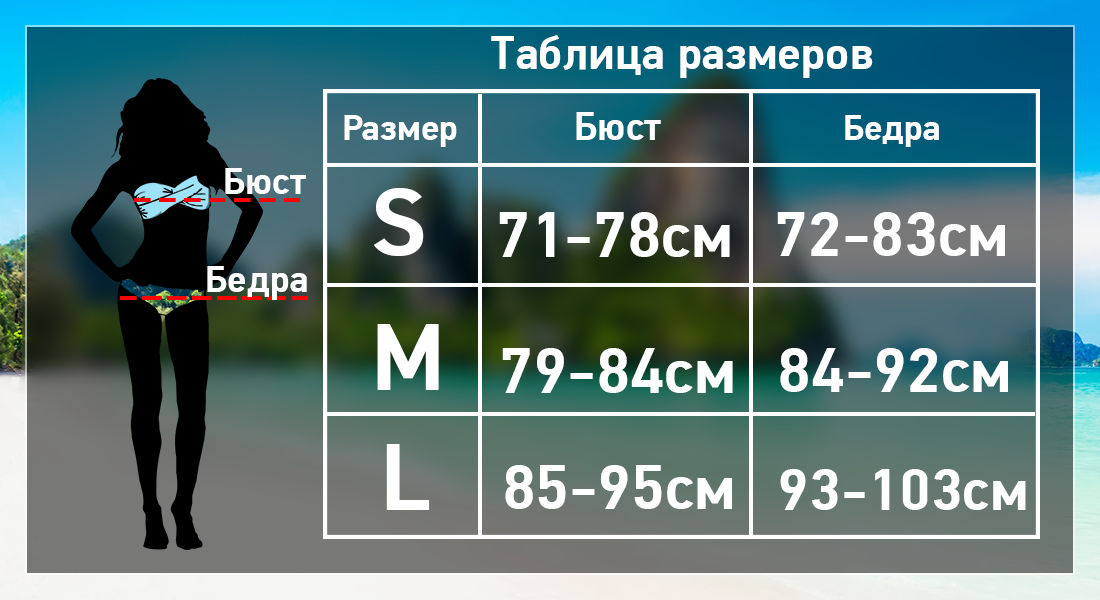 Таблица размеров
Размер Бюст Бедра
S 71-78см 72-83см
M 79-84см 84-92см
L 85-95см 93-103см
Бюст
Бедра